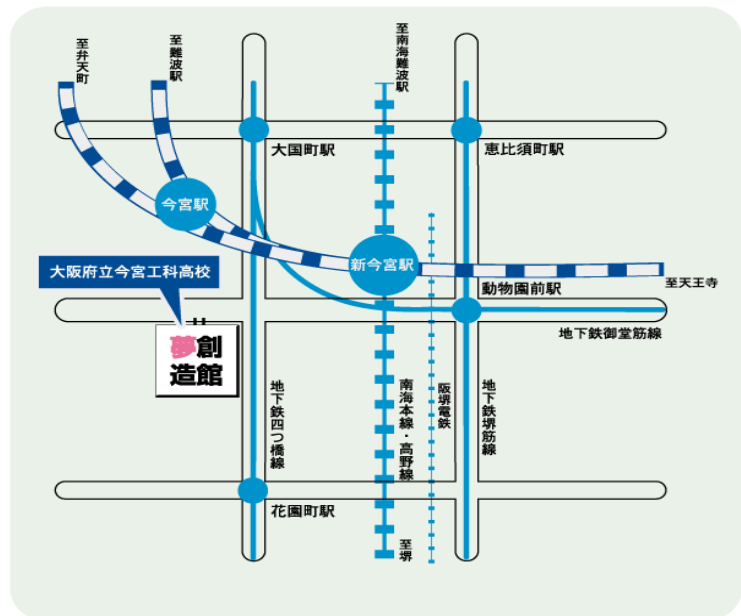 至弁天町
至難波駅
至南海難波駅
大国町駅
恵比須町駅
今宮駅
大阪府立今宮工科高校
新今宮駅
動物園前駅
至天王寺
地下鉄御堂筋線
夢創
造館
地下鉄四つ橋線
南海本線・高野線
阪堺電鉄
地下鉄堺筋線
花園町駅
至堺